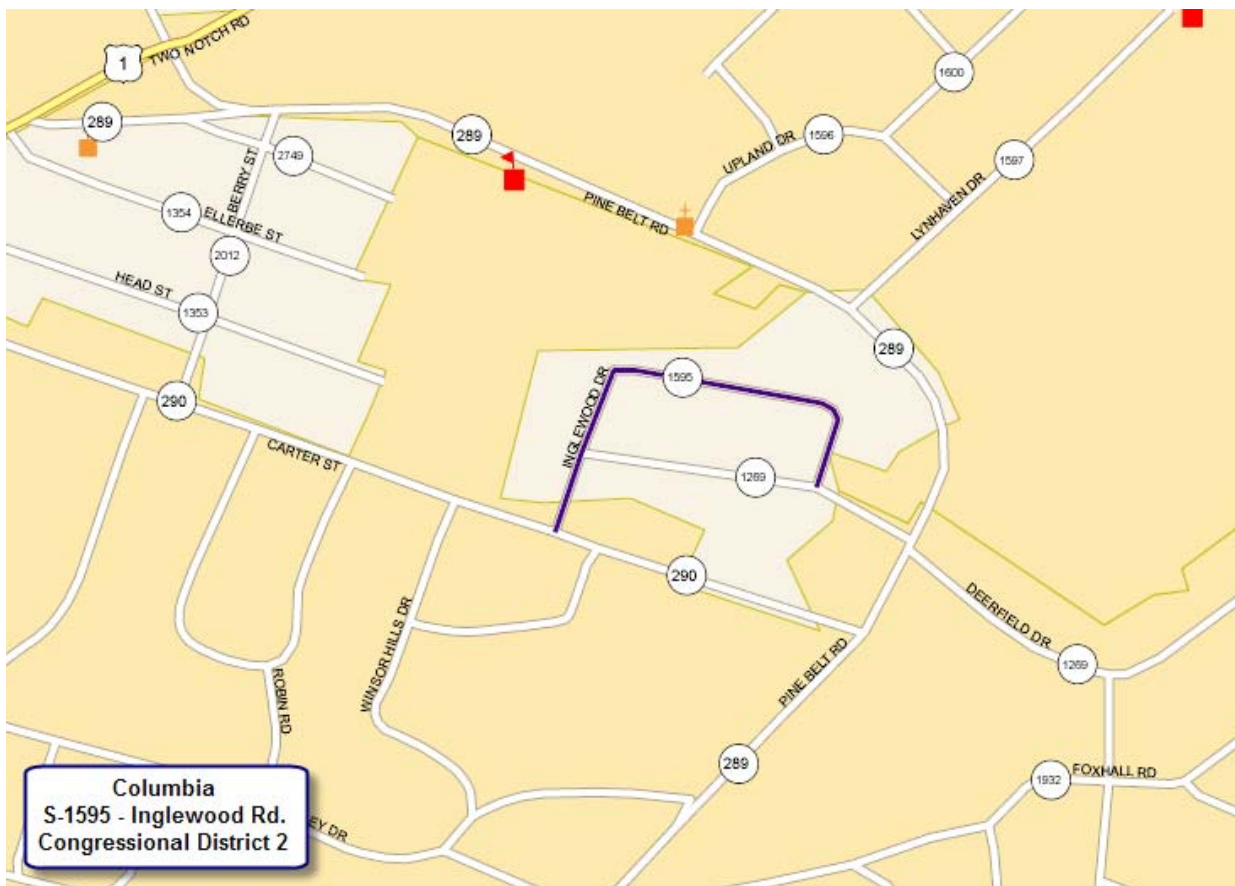 TWO NOTCH RD
1
289
289
1600
1596
UPLAND DR
1597
2749
BERRY ST
1354
ELLERBE ST
PINE BELT RD
LYNHAVEN DR
2012
HEAD ST
1353
289
1595
INGLEWOOD DR
290
CARTER ST
1269
290
DEERFIELD DR
WINSOR HILLS DR
PINE BELT RD
1269
ROBIN RD
289
1932
FOXHALL RD
EY DR
Columbia
S-1595 - Inglewood Rd.
Congressional District 2